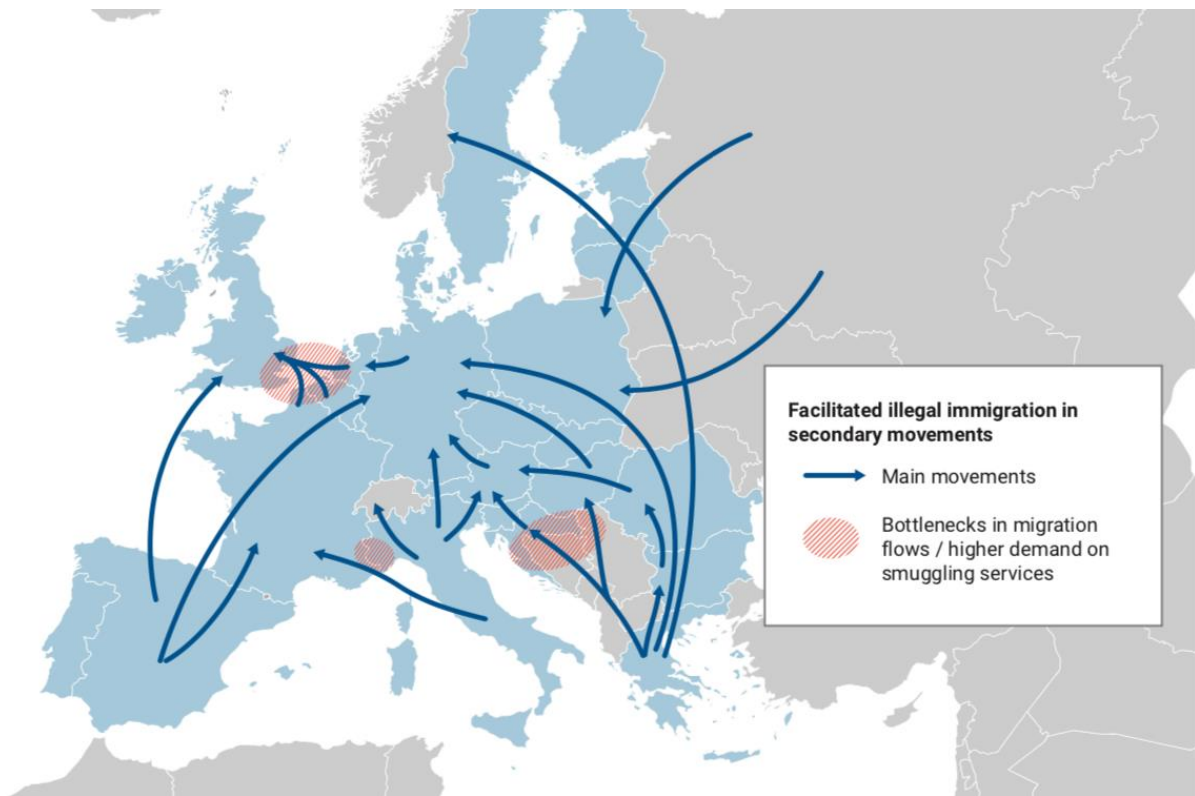 Facilitated illegal immigration in
secondary movements
Main movements
Bottlenecks in migration
flows / higher demand on
smuggling services